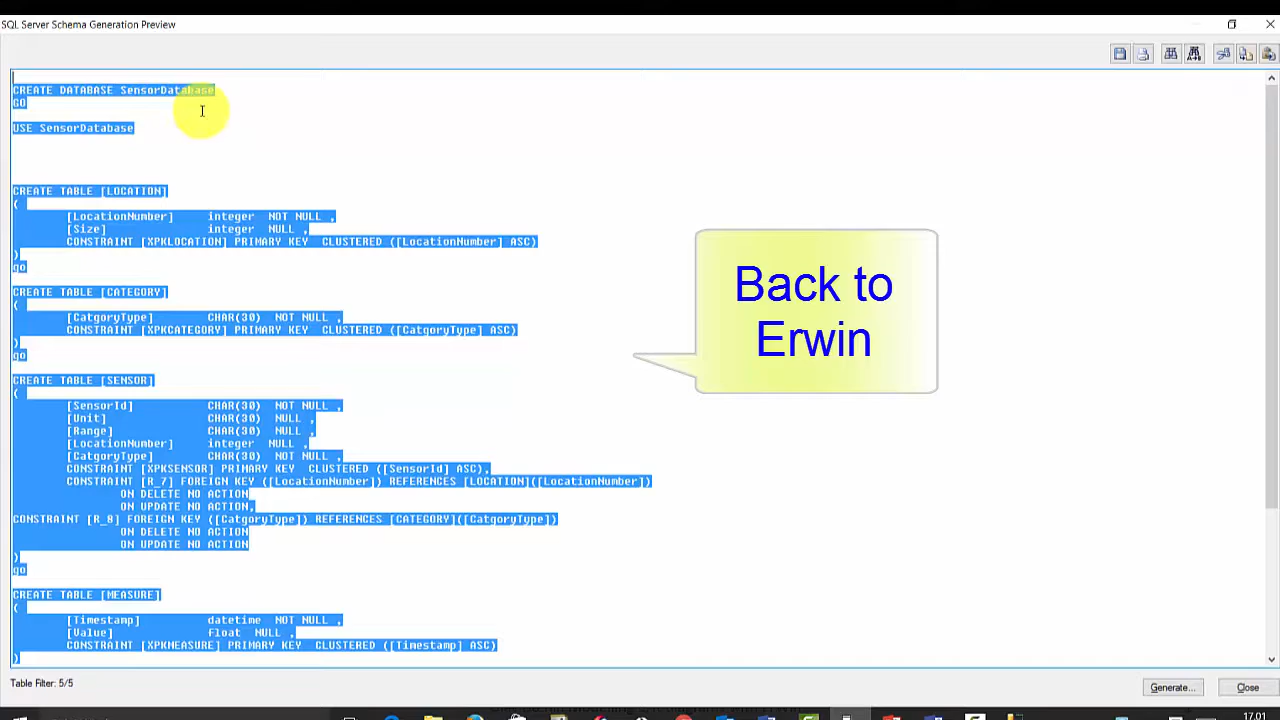 SQL Server Schema Generation Preview
CREATE DATABASE SensorDatabase
GO
USE SensorDatabase
CREATE TABLE [LOCATION]
(
[LocationNumber] integer NOT NULL ,
[Size] integer NULL ,
CONSTRAINT [XPKLOCATION] PRIMARY KEY CLUSTERED ([LocationNumber] ASC)
)
go
CREATE TABLE [CATEGORY]
(
[CatgoryType] CHAR(30) NOT NULL ,
CONSTRAINT [XPKCATEGORY] PRIMARY KEY CLUSTERED ([CatgoryType] ASC)
)
go
CREATE TABLE [SENSOR]
(
[SensorId] CHAR(30) NOT NULL ,
[Unit] CHAR(30) NULL ,
[Range] CHAR(30) NULL ,
[LocationNumber] integer NULL ,
[CatgoryType] CHAR(30) NOT NULL ,
CONSTRAINT [XPKSENSOR] PRIMARY KEY CLUSTERED ([SensorId] ASC),
CONSTRAINT [R_7] FOREIGN KEY ([LocationNumber]) REFERENCES [LOCATION]([LocationNumber])
ON DELETE NO ACTION
ON UPDATE NO ACTION,
CONSTRAINT [R_8] FOREIGN KEY ([CatgoryType]) REFERENCES [CATEGORY]([CatgoryType])
ON DELETE NO ACTION
ON UPDATE NO ACTION
)
go
CREATE TABLE [MEASURE]
(
[Timestamp] datetime NOT NULL ,
[Value] float NULL ,
CONSTRAINT [XPKMEASURE] PRIMARY KEY CLUSTERED ([Timestamp] ASC)
)
Back to
Erwin
Table Filter: 5/5
Generate...
Close
17.01